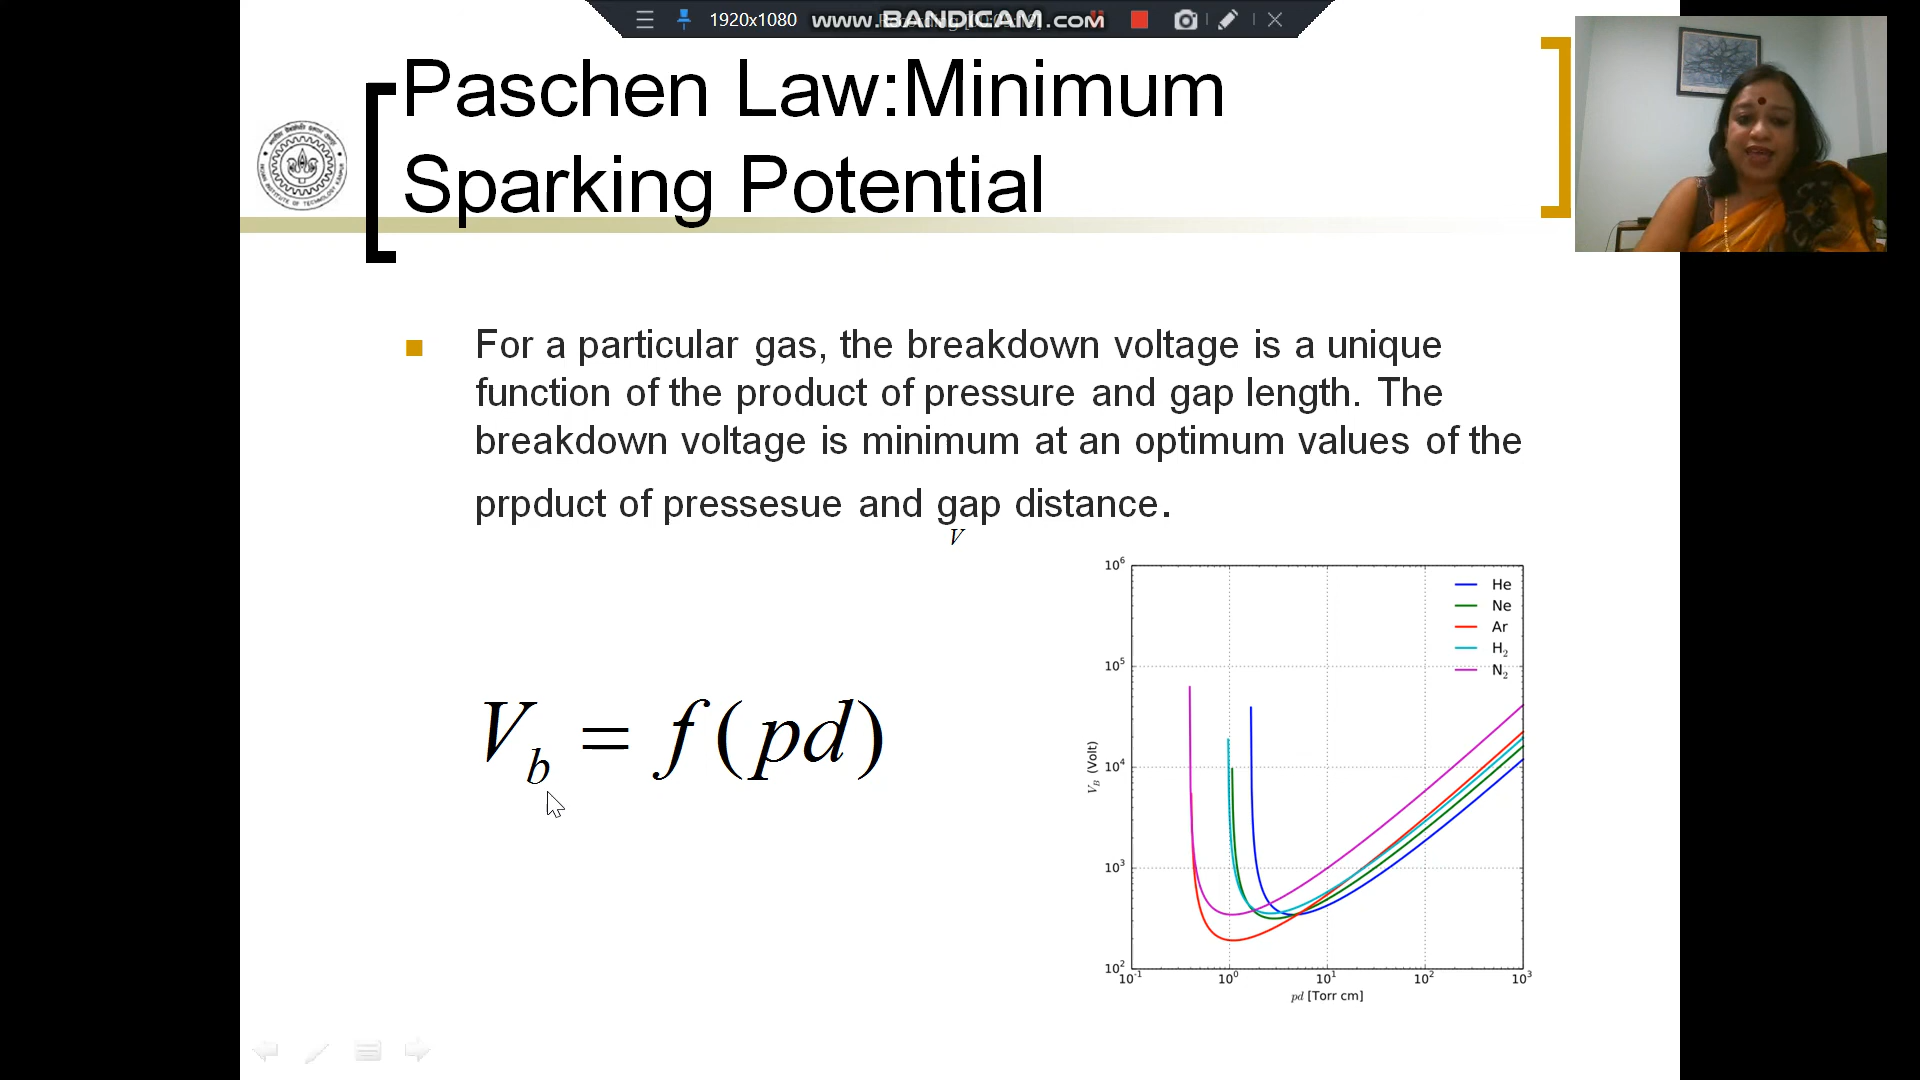 1920x1080
www.BANDICAM.com
Paschen Law:Minimum
Sparking Potential
For a particular gas, the breakdown voltage is a unique
function of the product of pressure and gap length. The
breakdown voltage is minimum at an optimum values of the
prpduct of pressesue and gap distance.
V
V_b = f(pd)
10^6
10^5
10^4
10^3
10^2
V_B (Volt)
He
Ne
Ar
H_2
N_2
10^-1 10^0 10^1 10^2 10^3
pd [Torr cm]